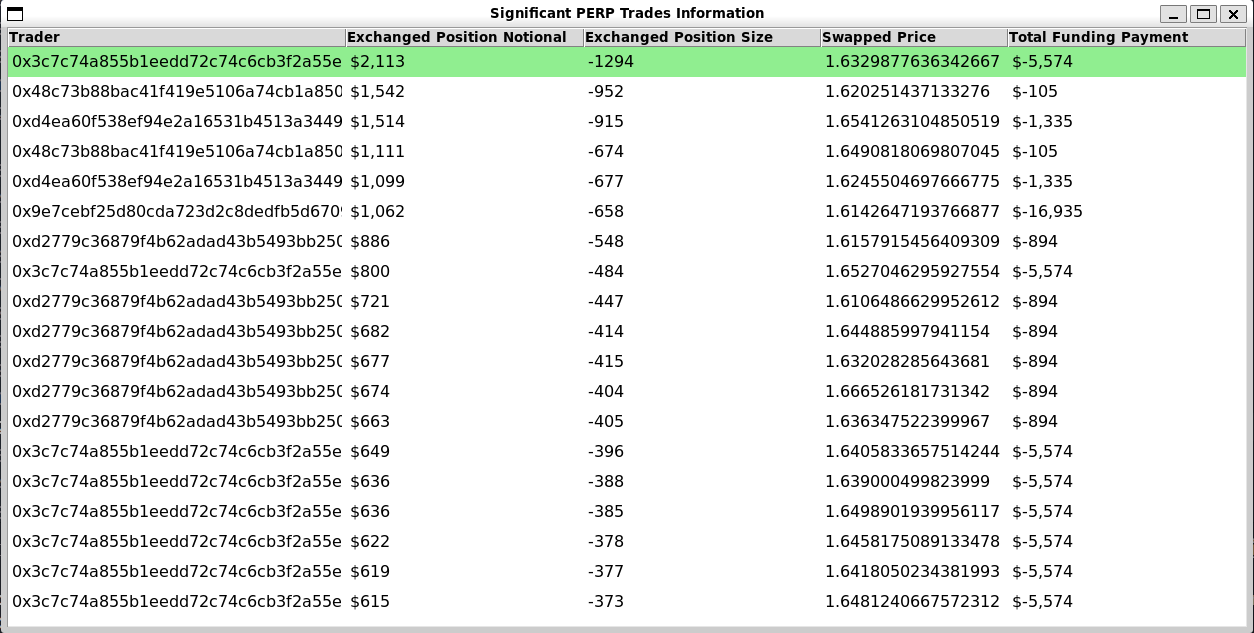 Significant PERP Trades Information
Trader Exchanged Position Notional Exchanged Position Size Swapped Price Total Funding Payment
0x3c7c74a855b1eedd72c74c6cb3f2a55e $2,113 -1294 1.6329877636342667 $-5,574
0x48c73b88bac41f419e5106a74cb1a850 $1,542 -952 1.620251437133276 $-105
0xd4ea60f538ef94e2a16531b4513a3449 $1,514 -915 1.6541263104850519 $-1,335
0x48c73b88bac41f419e5106a74cb1a850 $1,111 -674 1.6490818069807045 $-105
0xd4ea60f538ef94e2a16531b4513a3449 $1,099 -677 1.6245504697666775 $-1,335
0x9e7cebf25d80cda723d2c8dedfb5d6709 $1,062 -658 1.6142647193766877 $-16,935
0xd2779c36879f4b62adad43b5493bb250 $886 -548 1.6157915456409309 $-894
0x3c7c74a855b1eedd72c74c6cb3f2a55e $800 -484 1.6527046295927554 $-5,574
0xd2779c36879f4b62adad43b5493bb250 $721 -447 1.6106486629952612 $-894
0xd2779c36879f4b62adad43b5493bb250 $682 -414 1.644885997941154 $-894
0xd2779c36879f4b62adad43b5493bb250 $677 -415 1.632028285643681 $-894
0xd2779c36879f4b62adad43b5493bb250 $674 -404 1.666526181731342 $-894
0xd2779c36879f4b62adad43b5493bb250 $663 -405 1.636347522399967 $-894
0x3c7c74a855b1eedd72c74c6cb3f2a55e $649 -396 1.6405833657514244 $-5,574
0x3c7c74a855b1eedd72c74c6cb3f2a55e $636 -388 1.639000499823999 $-5,574
0x3c7c74a855b1eedd72c74c6cb3f2a55e $636 -385 1.6498901939956117 $-5,574
0x3c7c74a855b1eedd72c74c6cb3f2a55e $622 -378 1.6458175089133478 $-5,574
0x3c7c74a855b1eedd72c74c6cb3f2a55e $619 -377 1.6418050234381993 $-5,574
0x3c7c74a855b1eedd72c74c6cb3f2a55e $615 -373 1.6481240667572312 $-5,574